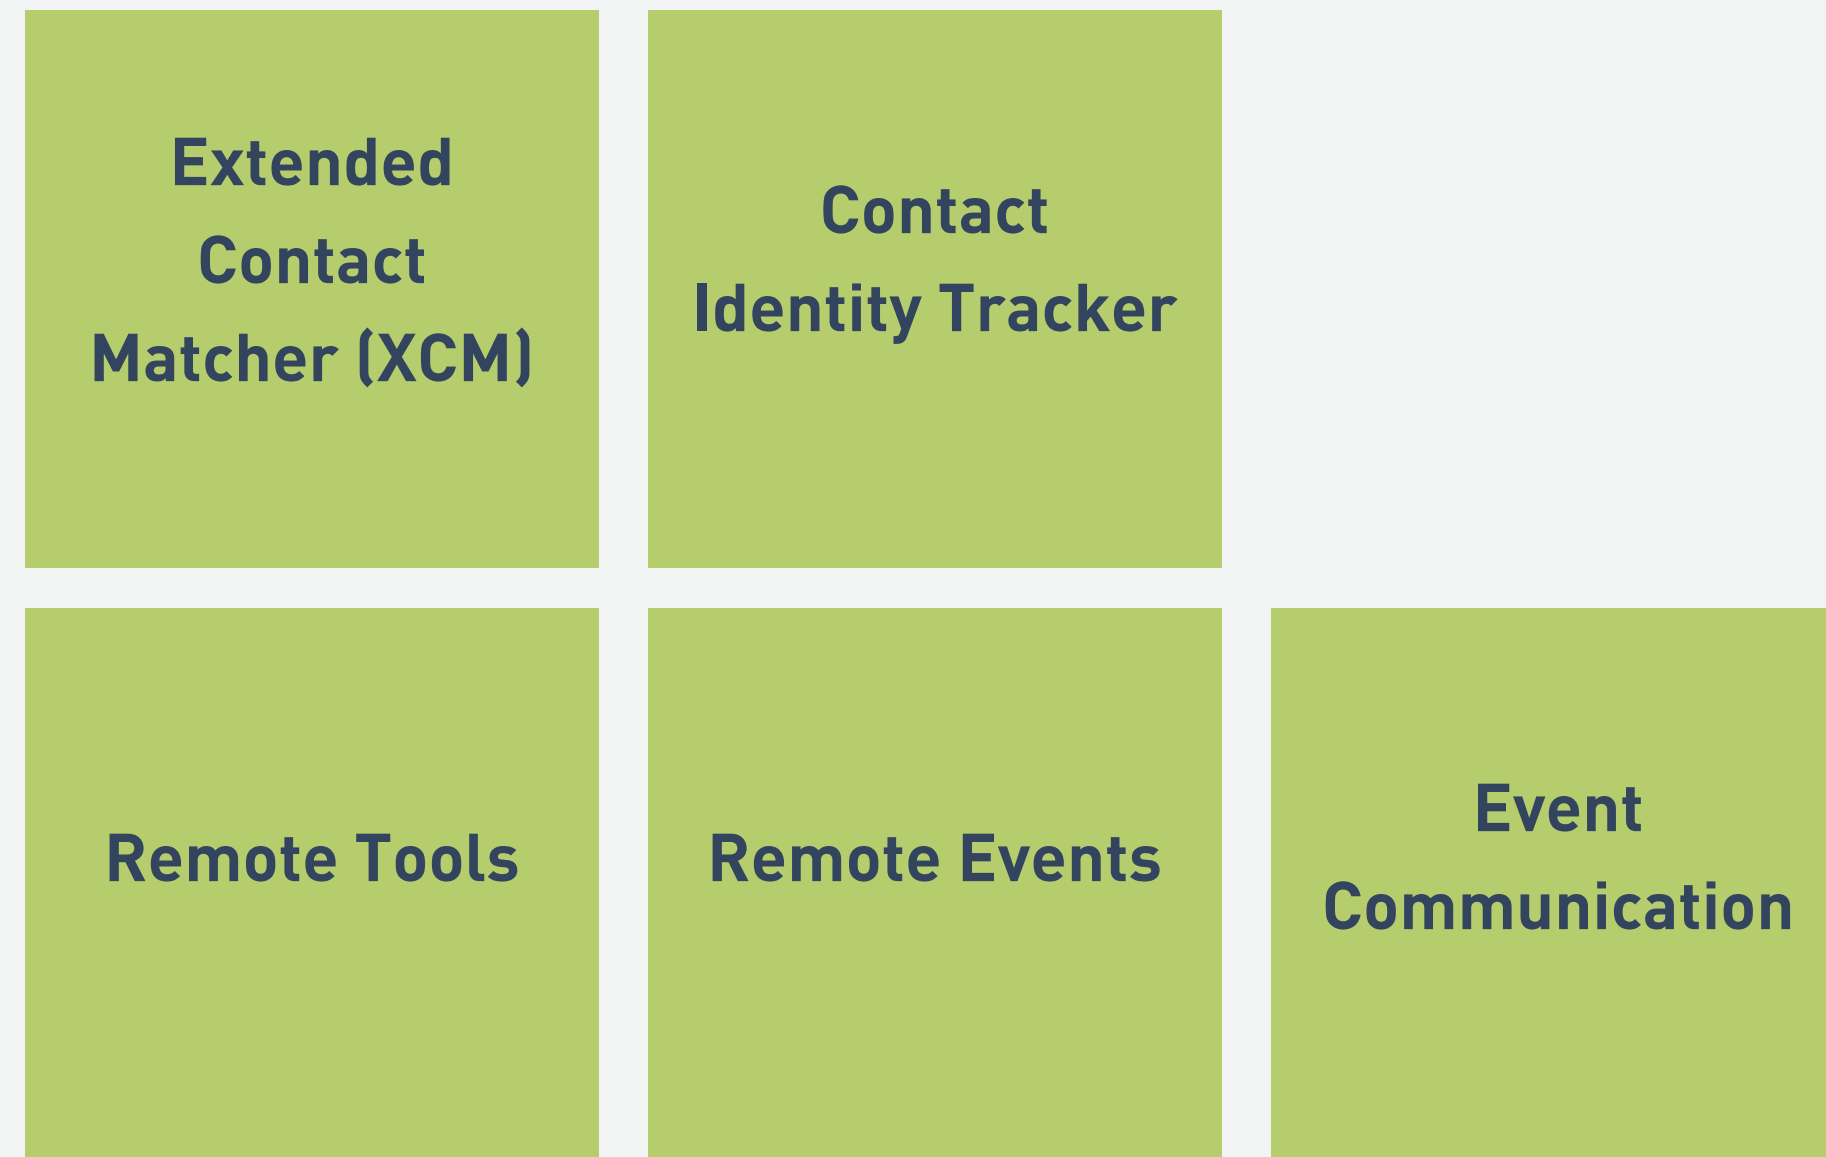 Extended
Contact
Matcher (XCM)
Contact
Identity Tracker
Remote Tools
Remote Events
Event
Communication